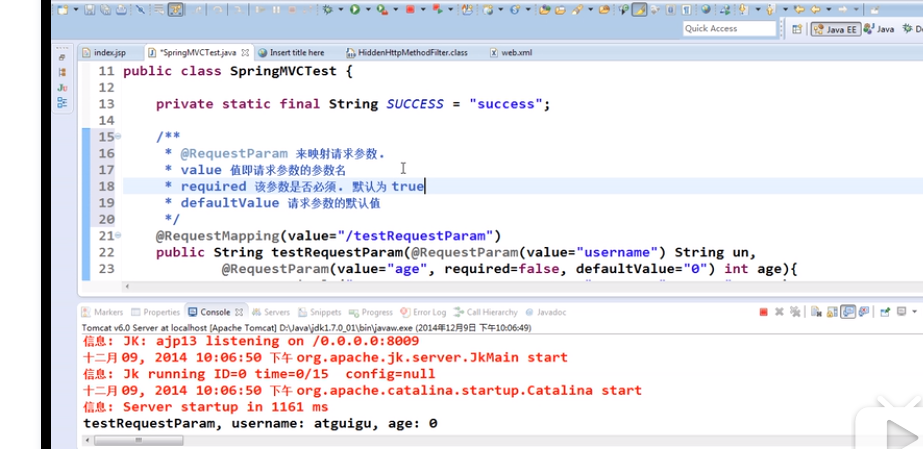 Quick Access
Java EE
Java
index.jsp
*SpringMVCTest.java
Insert title here
HiddenHttpMethodFilter.class
web.xml
11 public class SpringMVCTest {
12
13 private static final String SUCCESS = "success";
14
15 /**
16 * @RequestParam 来映射请求参数.
17 * value 值即请求参数的参数名
18 * required 该参数是否必须. 默认为 true
19 * defaultValue 请求参数的默认值
20 */
21 @RequestMapping(value="/testRequestParam")
22 public String testRequestParam(@RequestParam(value="username") String un,
23 @RequestParam(value="age", required=false, defaultValue="0") int age){
Markers
Properties
Console
Servers
Snippets
Progress
Error Log
Call Hierarchy
Javadoc
Tomcat v6.0 Server at localhost [Apache Tomcat] D:\Java\jdk1.7.0_01\bin\javaw.exe (2014年12月9日 下午10:06:49)
信息: JK: ajp13 listening on /0.0.0.0:8009
十二月 09, 2014 10:06:50 下午 org.apache.jk.server.JkMain start
信息: Jk running ID=0 time=0/15 config=null
十二月 09, 2014 10:06:50 下午 org.apache.catalina.startup.Catalina start
信息: Server startup in 1161 ms
testRequestParam, username: atguigu, age: 0